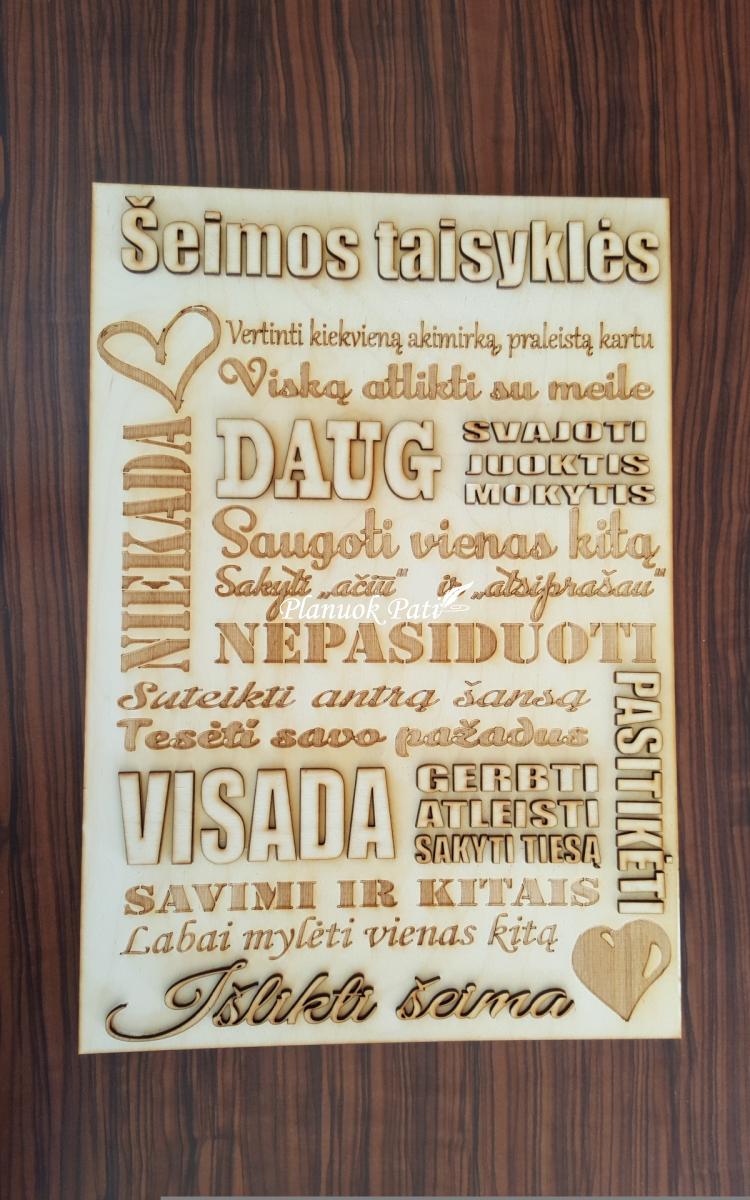 Šeimos taisyklės
Vertinti kiekvieną akimirką, praleistą kartu
Viską atlikti su meile
DAUG
SVAJOTI
JUOKTIS
MOKYTIS
Saugoti vienas kitą
Sakyti „ačiū“ ir „atsiprašau“
Planuok Pati
NIEKADA
NEPASIDUOTI
Suteikti antrą šansą
Tesėti savo pažadus
VISADA
GERBTI
ATLEISTI
SAKYTI TIESĄ
PASITIKĖTI
SAVIMI IR KITAIS
Labai mylėti vienas kitą
Išlikti šeima